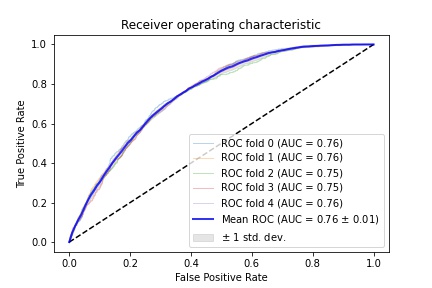 Receiver operating characteristic
True Positive Rate
1.0
0.8
0.6
0.4
0.2
0.0
ROC fold 0 (AUC = 0.76)
ROC fold 1 (AUC = 0.76)
ROC fold 2 (AUC = 0.75)
ROC fold 3 (AUC = 0.75)
ROC fold 4 (AUC = 0.76)
Mean ROC (AUC = 0.76 ± 0.01)
± 1 std. dev.
0.0 0.2 0.4 0.6 0.8 1.0
False Positive Rate